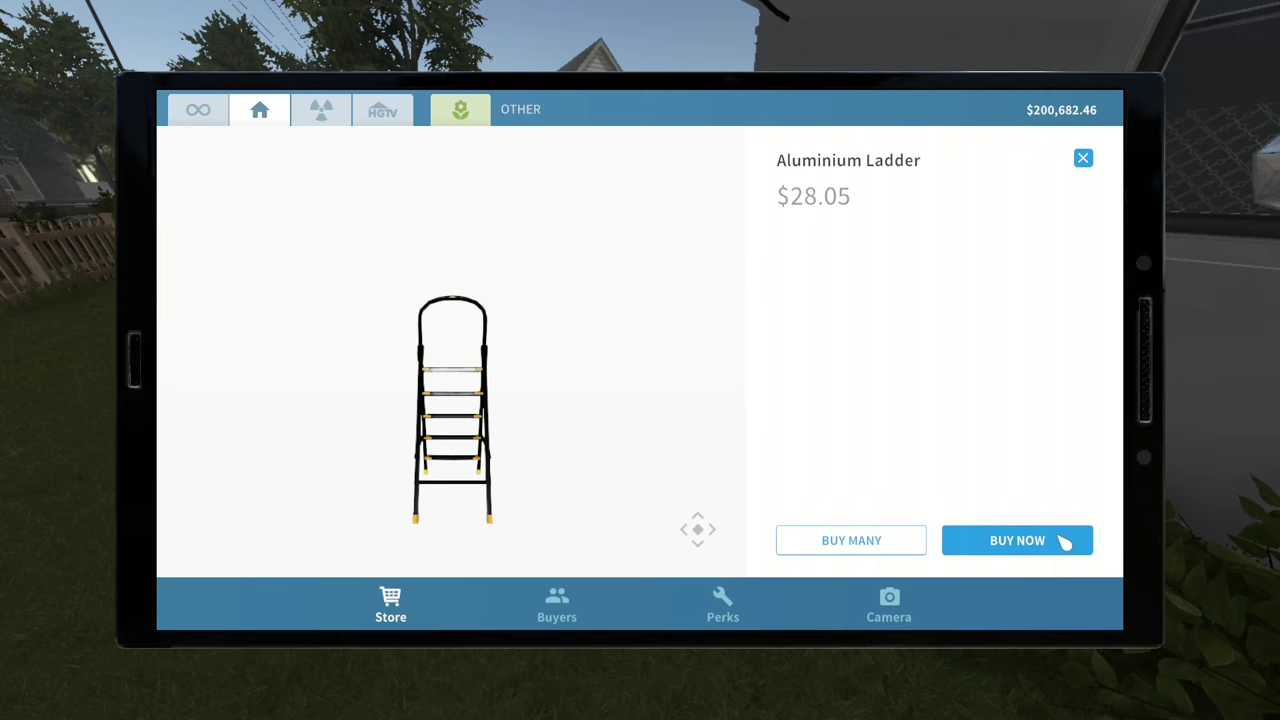 HGTV
OTHER
$200,682.46
Aluminium Ladder
$28.05
BUY MANY
BUY NOW
Store
Buyers
Perks
Camera